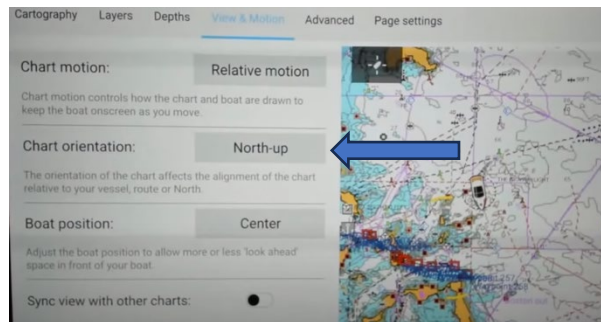 Cartography Layers Depths View & Motion Advanced Page settings
Chart motion: Relative motion
Chart motion controls how the chart and boat are drawn to
keep the boat onscreen as you move.
Chart orientation: North-up
The orientation of the chart affects the alignment of the chart
relative to your vessel, route or North.
Boat position: Center
Adjust the boat position to allow more or less 'look ahead'
space in front of your boat.
Sync view with other charts: